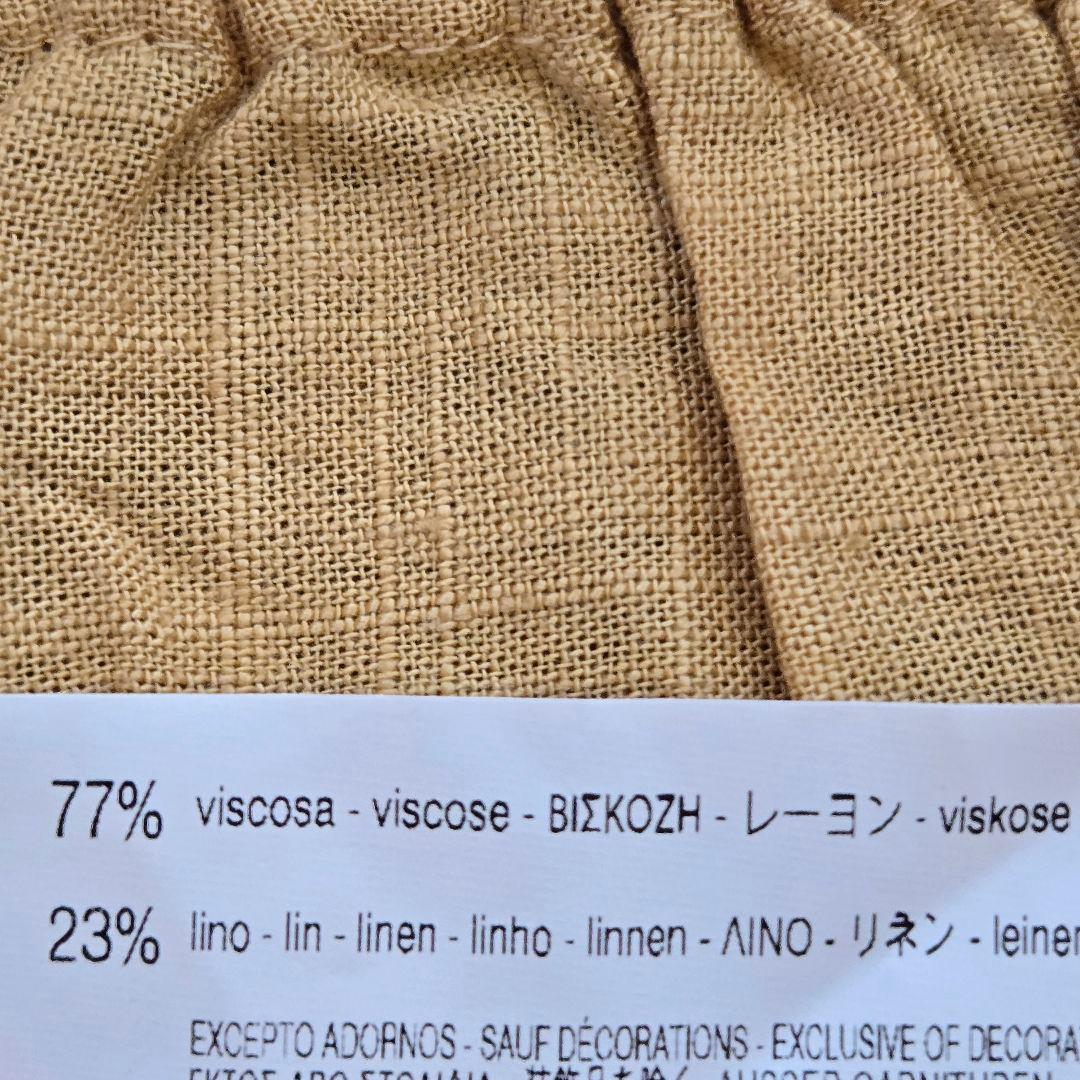 77% viscosa - viscose - ΒΙΣΚΟΖΗ - レーヨン - viskose
23% lino - lin - linen - linho - linnen - ΛΙΝΟ - リネン - leinen
EXCEPTO ADORNOS - SAUF DÉCORATIONS - EXCLUSIVE OF DECORA